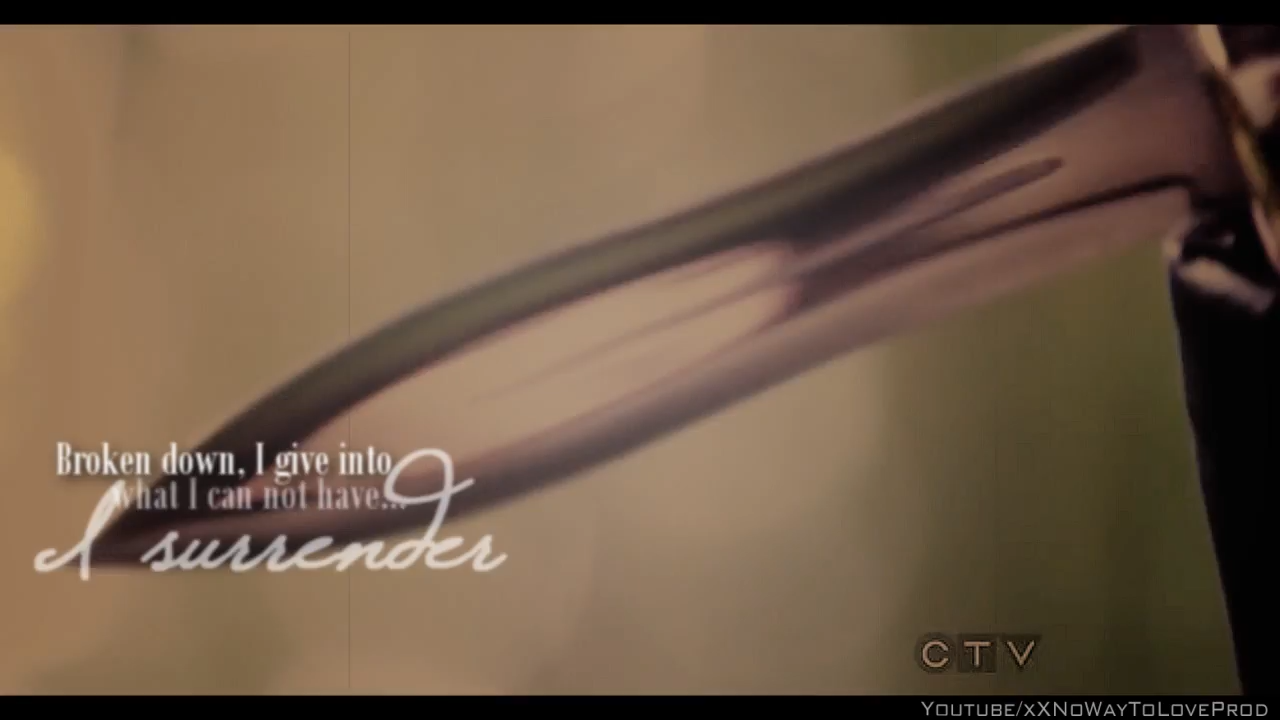 Broken down, I give into
what I can not have...
I surrender
CTV
Youtube/xXNoWayToLoveProd